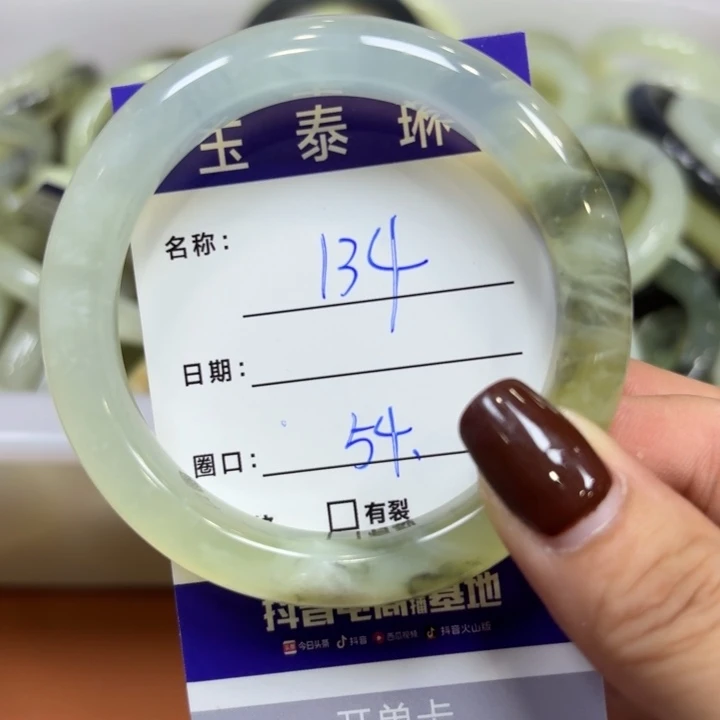 玉泰琳
名称: 134
日期:
圈口: 54.
□有裂
抖音电商直播基地
今日头条 抖音 西瓜视频 抖音火山版
开单卡